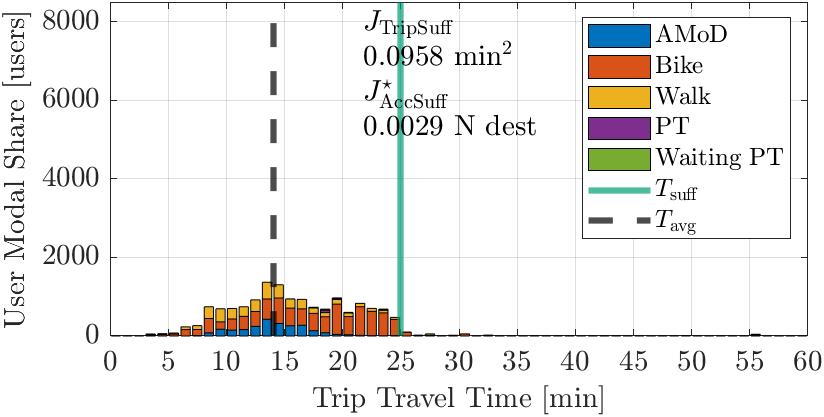 8000
6000
4000
2000
0
User Modal Share [users]
J_TripSuff
0.0958 min²
J⋆_AccSuff
0.0029 N dest
AMoD
Bike
Walk
PT
Waiting PT
T_suff
T_avg
0 5 10 15 20 25 30 35 40 45 50 55 60
Trip Travel Time [min]